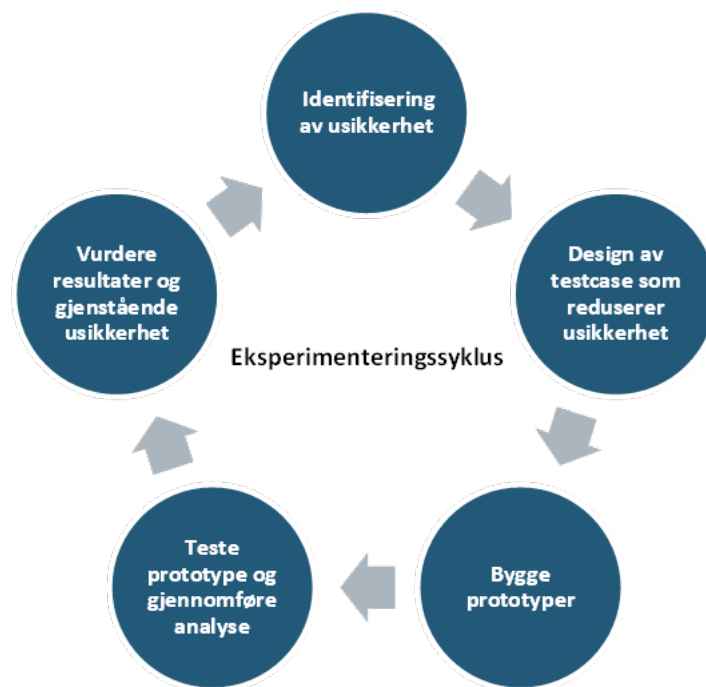 Identifisering
av usikkerhet
Design av
testcase som
reduserer
usikkerhet
Bygge
prototyper
Teste
prototype og
gjennomføre
analyse
Vurdere
resultater og
gjenstående
usikkerhet
Eksperimenteringssyklus